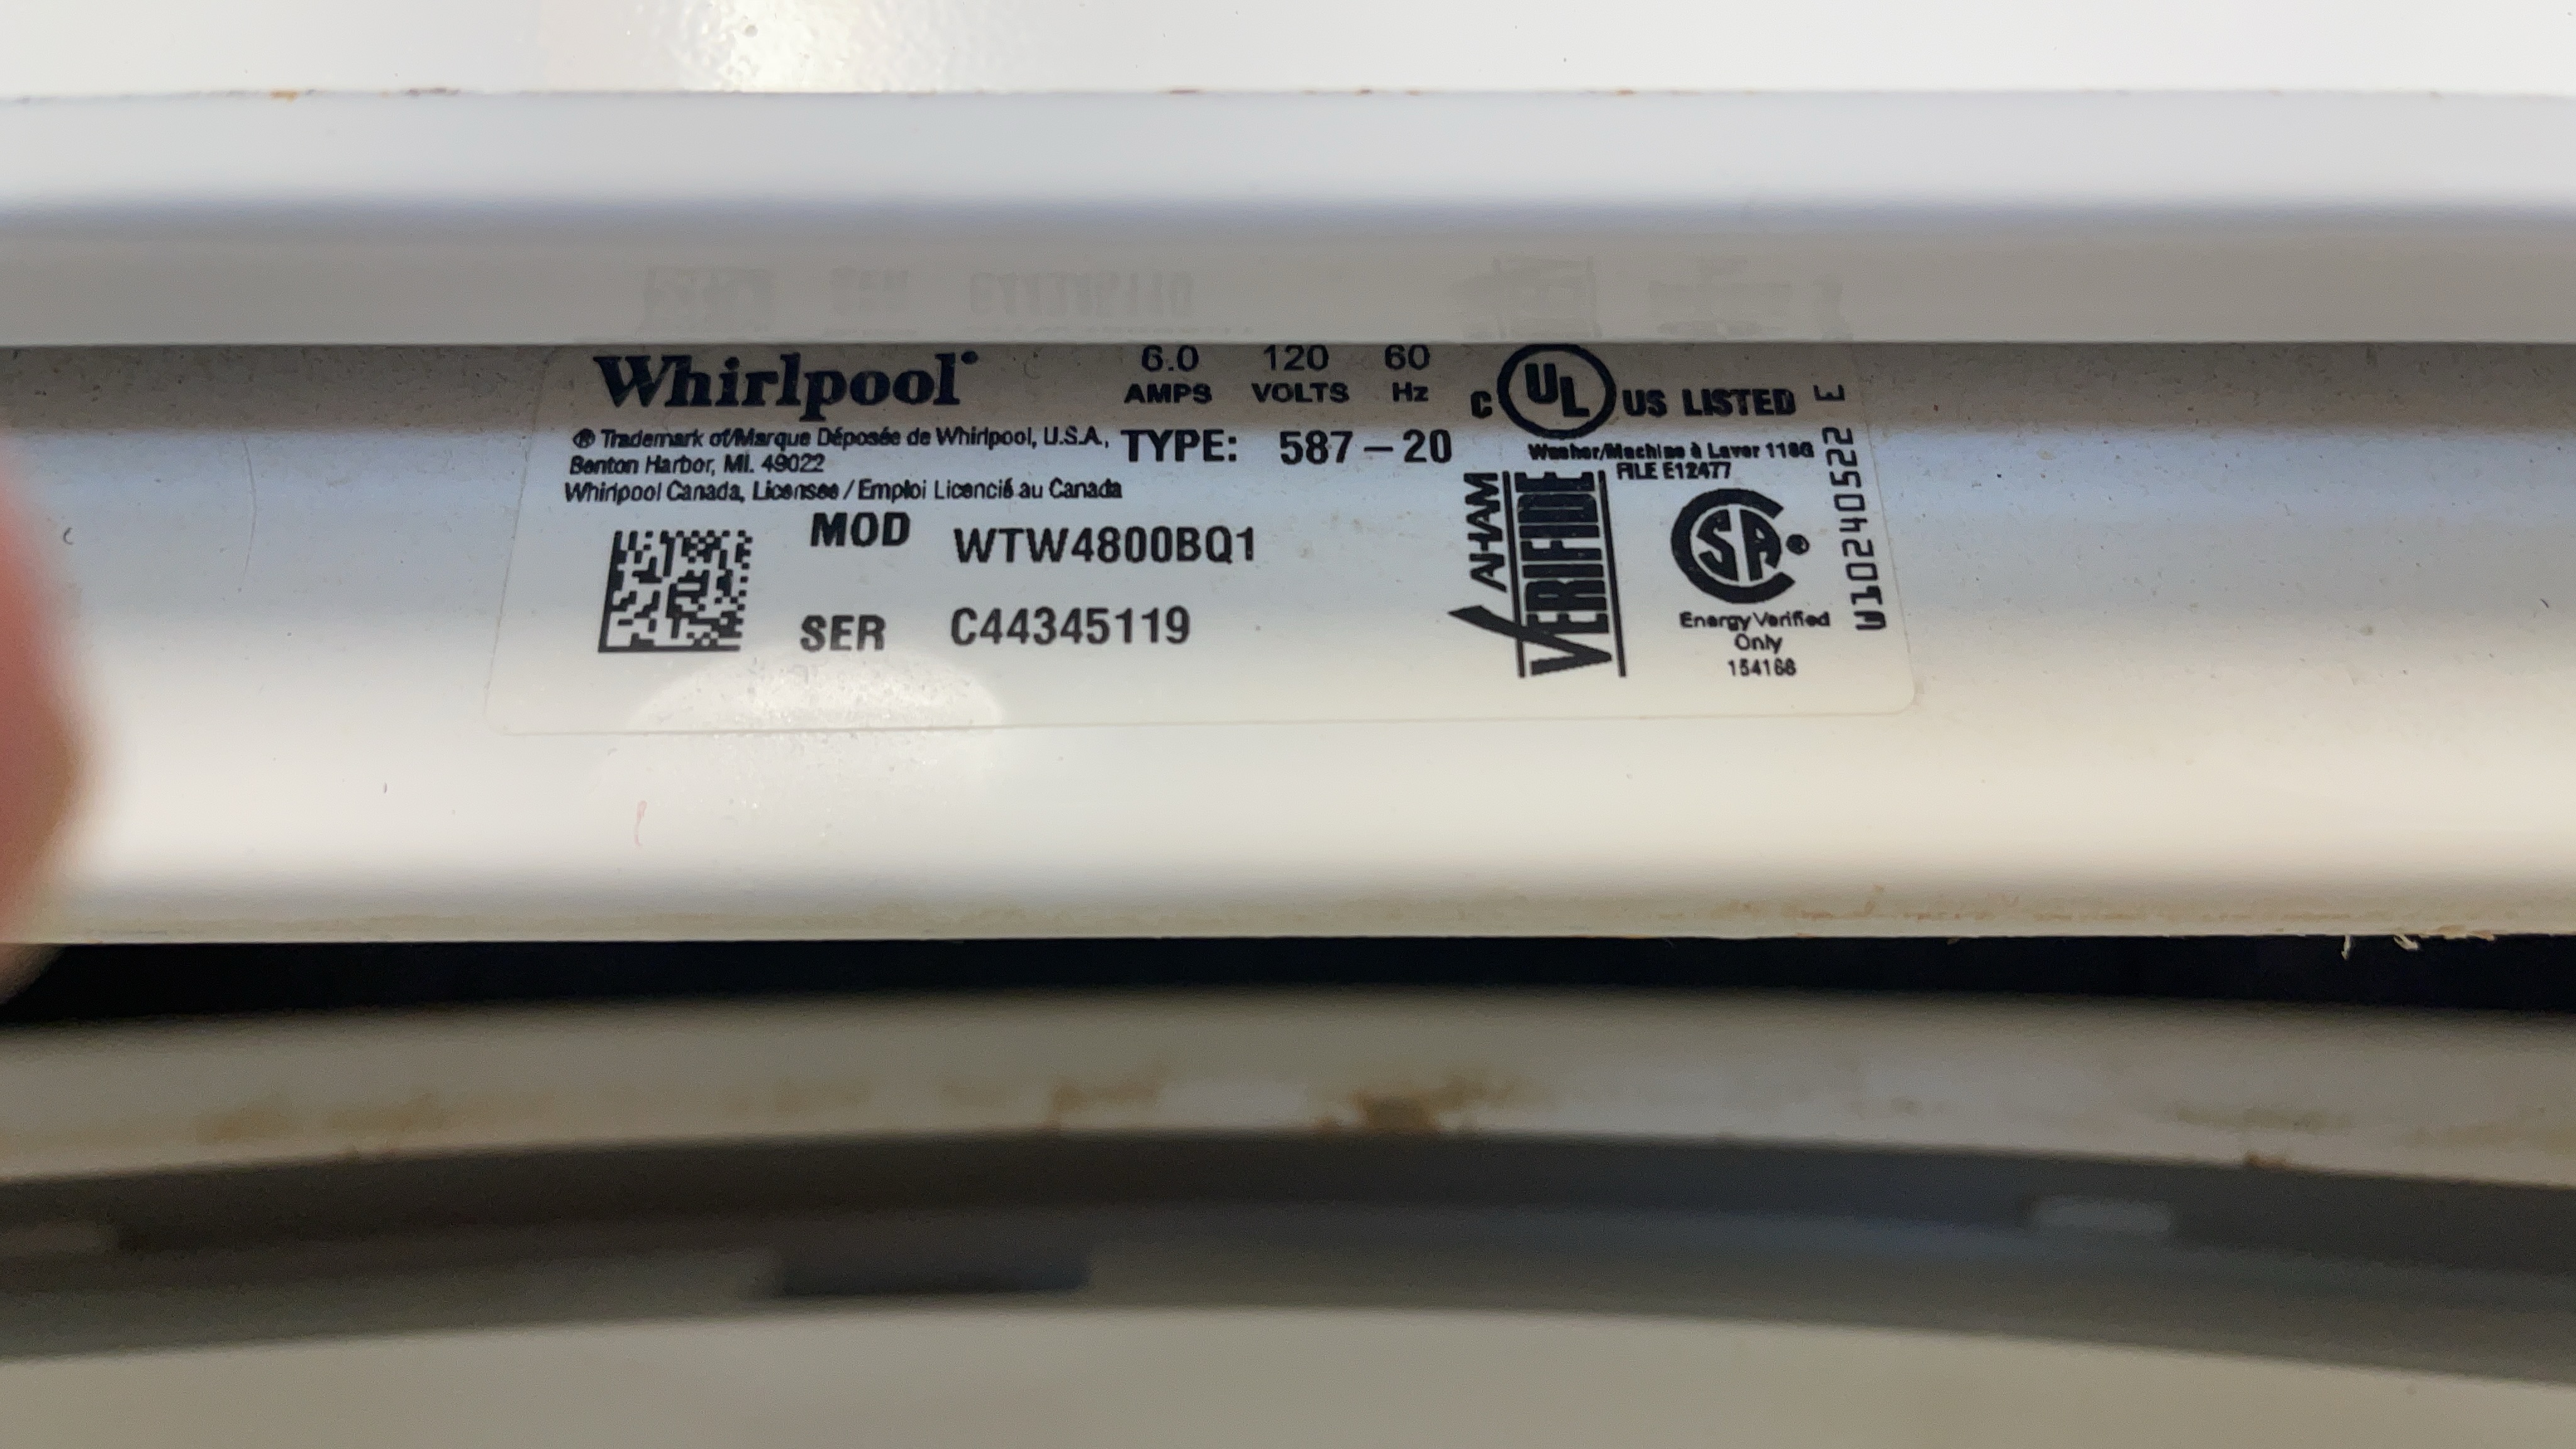 Whirlpool®
6.0 120 60
AMPS VOLTS Hz
C UL US LISTED
® Trademark of/Marque Déposée de Whirlpool, U.S.A.,
Benton Harbor, MI. 49022
Whirlpool Canada, Licensee / Emploi Licencié au Canada
TYPE: 587-20
Washer/Machine à Laver 118G
FILE E12477
MOD WTW4800BQ1
SER C44345119
AHAM
VERIFIDE
SA®
Energy Verified
Only
154168
W10240522 E